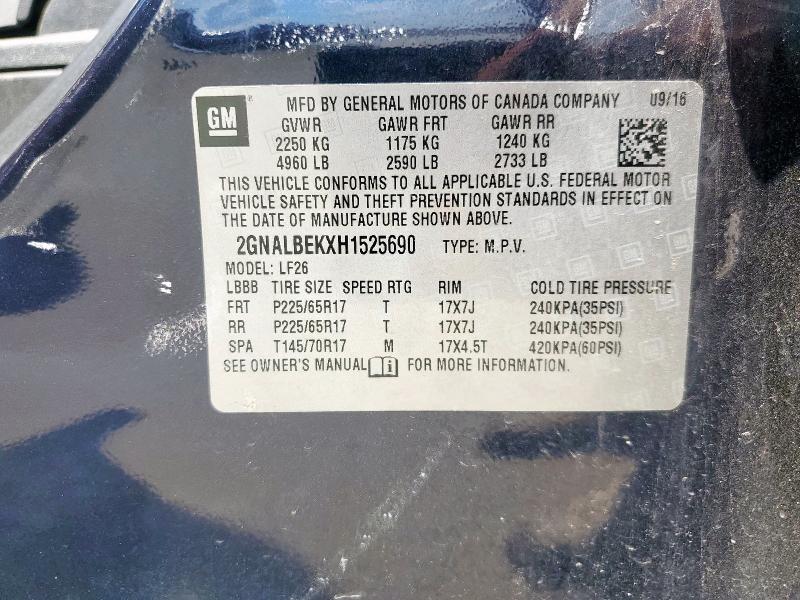 GM ® MFD BY GENERAL MOTORS OF CANADA COMPANY 09/16
GVWR GAWR FRT GAWR RR
2250 KG 1175 KG 1240 KG
4960 LB 2590 LB 2733 LB
THIS VEHICLE CONFORMS TO ALL APPLICABLE U.S. FEDERAL MOTOR
VEHICLE SAFETY AND THEFT PREVENTION STANDARDS IN EFFECT ON
THE DATE OF MANUFACTURE SHOWN ABOVE.
2GNALBEKXH1525690 TYPE: M.P.V.
MODEL: LF26
LBBB TIRE SIZE SPEED RTG RIM COLD TIRE PRESSURE
FRT P225/65R17 T 17X7J 240KPA(35PSI)
RR P225/65R17 T 17X7J 240KPA(35PSI)
SPA T145/70R17 M 17X4.5T 420KPA(60PSI)
SEE OWNER'S MANUAL i FOR MORE INFORMATION.